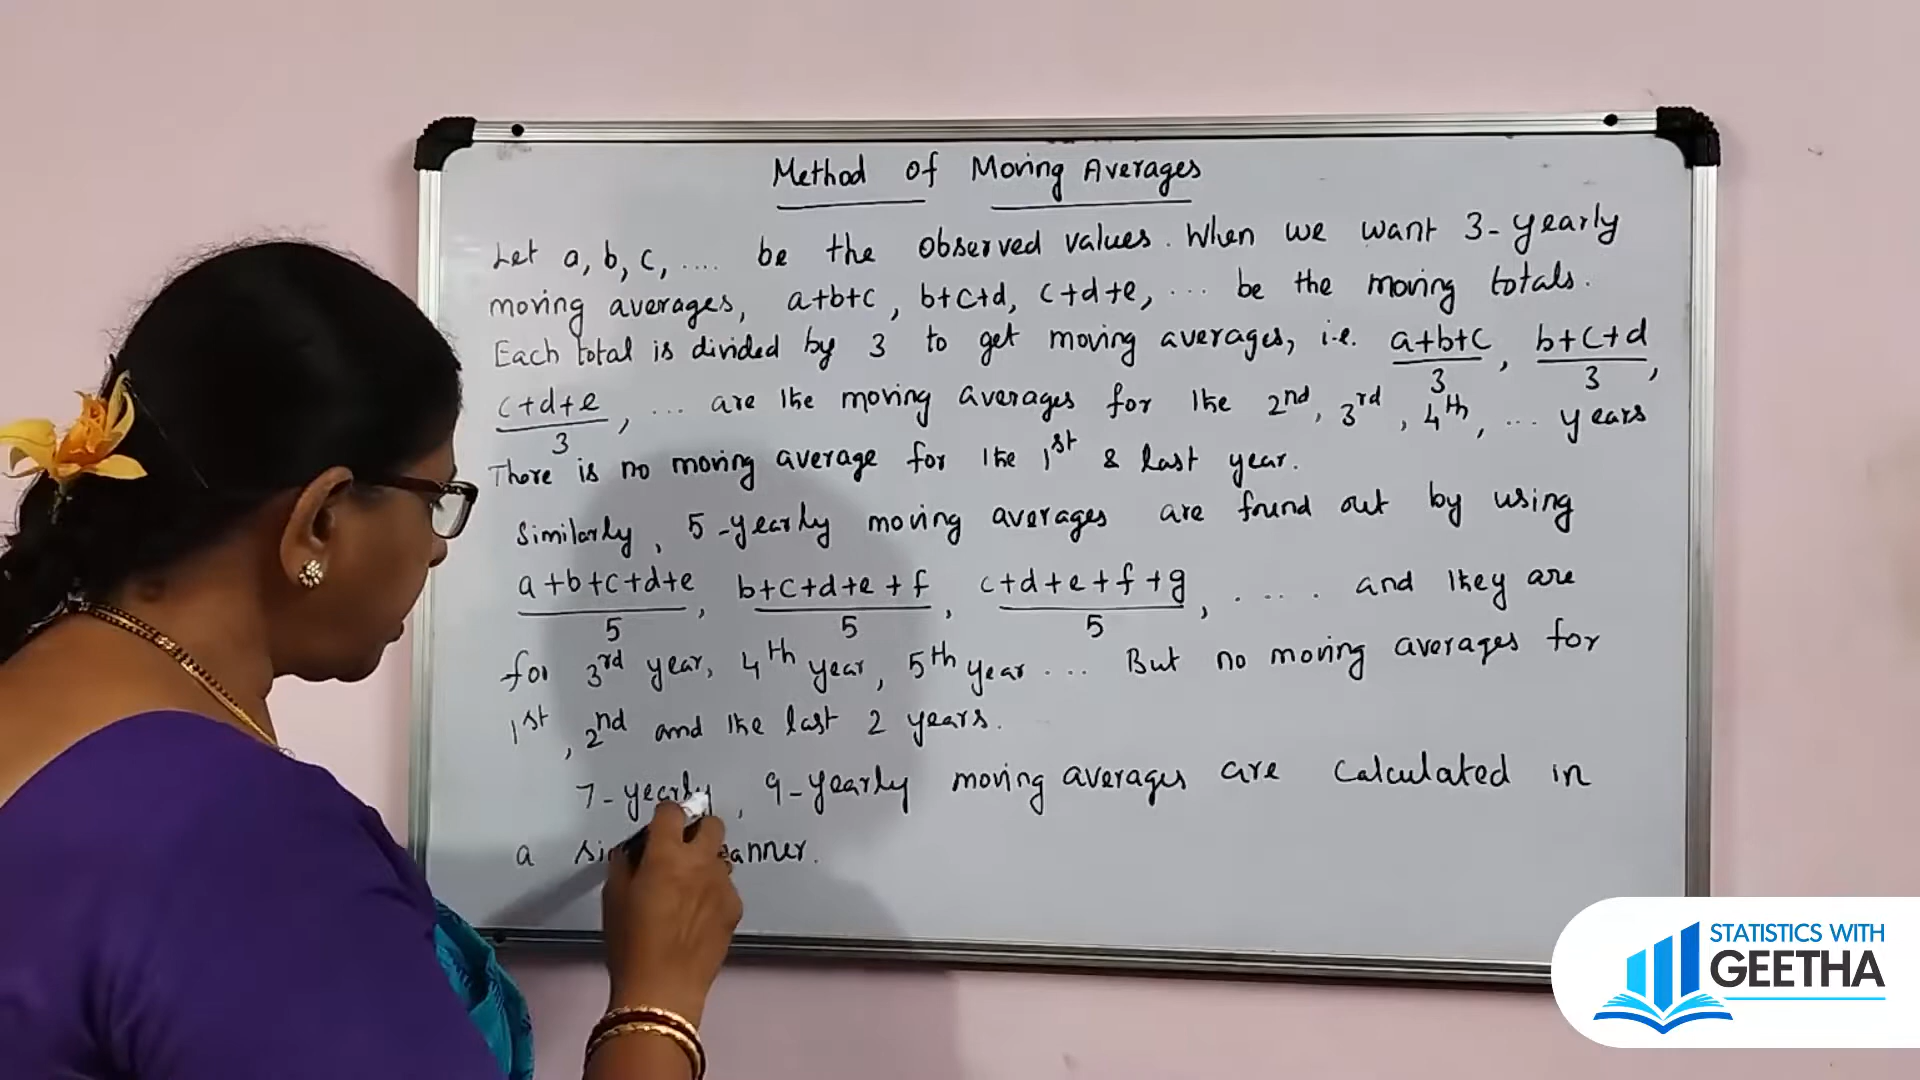 Method of Moving Averages
Let a, b, c, .... be the observed values. When we want 3-yearly
moving averages, a+b+c, b+c+d, c+d+e, ... be the moving totals.
Each total is divided by 3 to get moving averages, i.e. a+b+c/3, b+c+d/3,
c+d+e/3, ... are the moving averages for the 2nd, 3rd, 4th, ... years
There is no moving average for the 1st & last year.
Similarly, 5-yearly moving averages are found out by using
a+b+c+d+e/5, b+c+d+e+f/5, c+d+e+f+g/5, ..... and they are
for 3rd year, 4th year, 5th year ... But no moving averages for
1st, 2nd and the last 2 years.
7-yearly, 9-yearly moving averages are calculated in
a
STATISTICS WITH
GEETHA